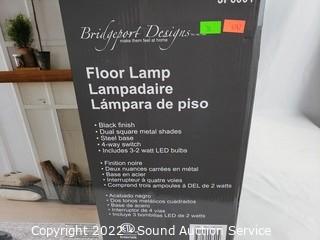 Bridgeport Designs
make them feel at home
Floor Lamp
Lampadaire
Lámpara de piso
• Black finish
• Dual square metal shades
• Steel base
• 4-way switch
• Includes 3-2 watt LED bulbs
• Finition noire
• Deux nuances carrées en métal
• Base en acier
• Interrupteur à quatre voies
• Comprend trois ampoules à DEL de 2 watts
• Acabado negro
• Dos tonos metálicos cuadrados
• Base de acero
• Interruptor de 4 vías
• Incluye 3 bombillas LED de 2 watts
Copyright 2022 Sound Auction Service